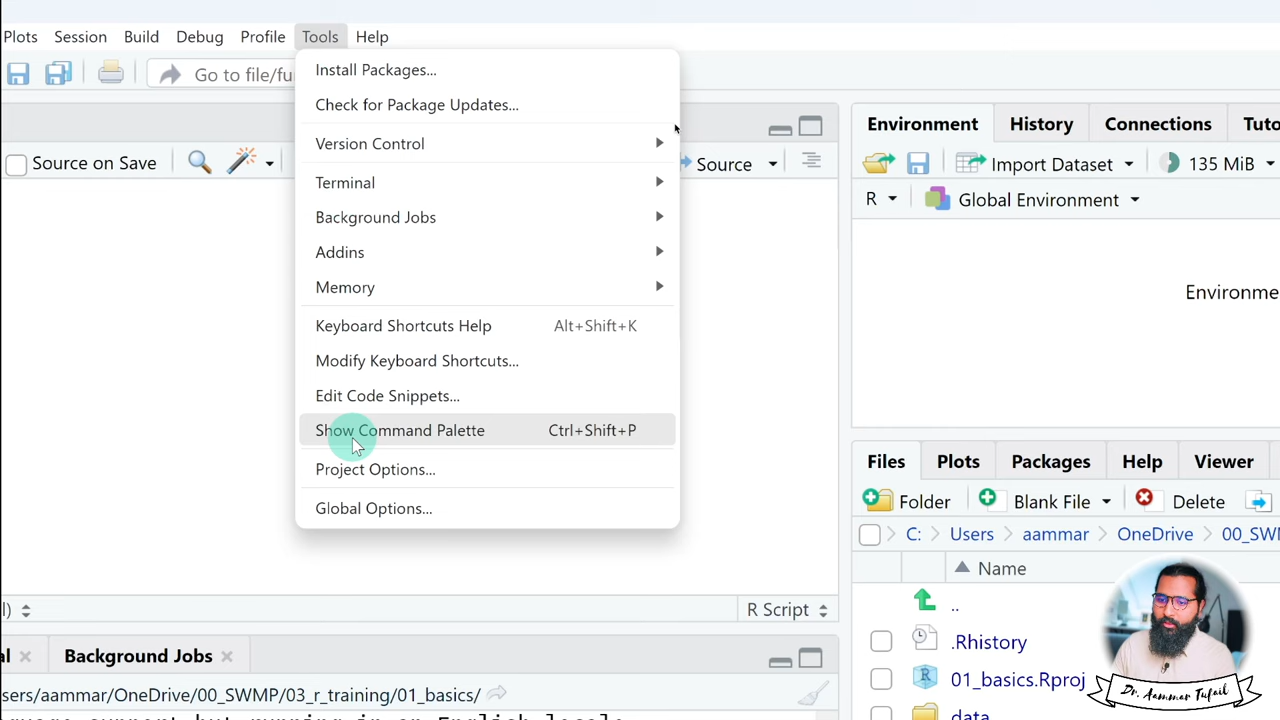 Plots Session Build Debug Profile Tools Help
Go to file/fu
Install Packages...
Check for Package Updates...
Version Control
Terminal
Background Jobs
Addins
Memory
Keyboard Shortcuts Help Alt+Shift+K
Modify Keyboard Shortcuts...
Edit Code Snippets...
Show Command Palette Ctrl+Shift+P
Project Options...
Global Options...
Source on Save
Source
R Script
Background Jobs
sers/aammar/OneDrive/00_SWMP/03_r_training/01_basics/
Environment History Connections Tuto
Import Dataset 135 MiB
R Global Environment
Environme
Files Plots Packages Help Viewer
Folder Blank File Delete
C: Users aammar OneDrive 00_SWM
Name
..
.Rhistory
01_basics.Rproj
data
Dr. Aammar Tufail